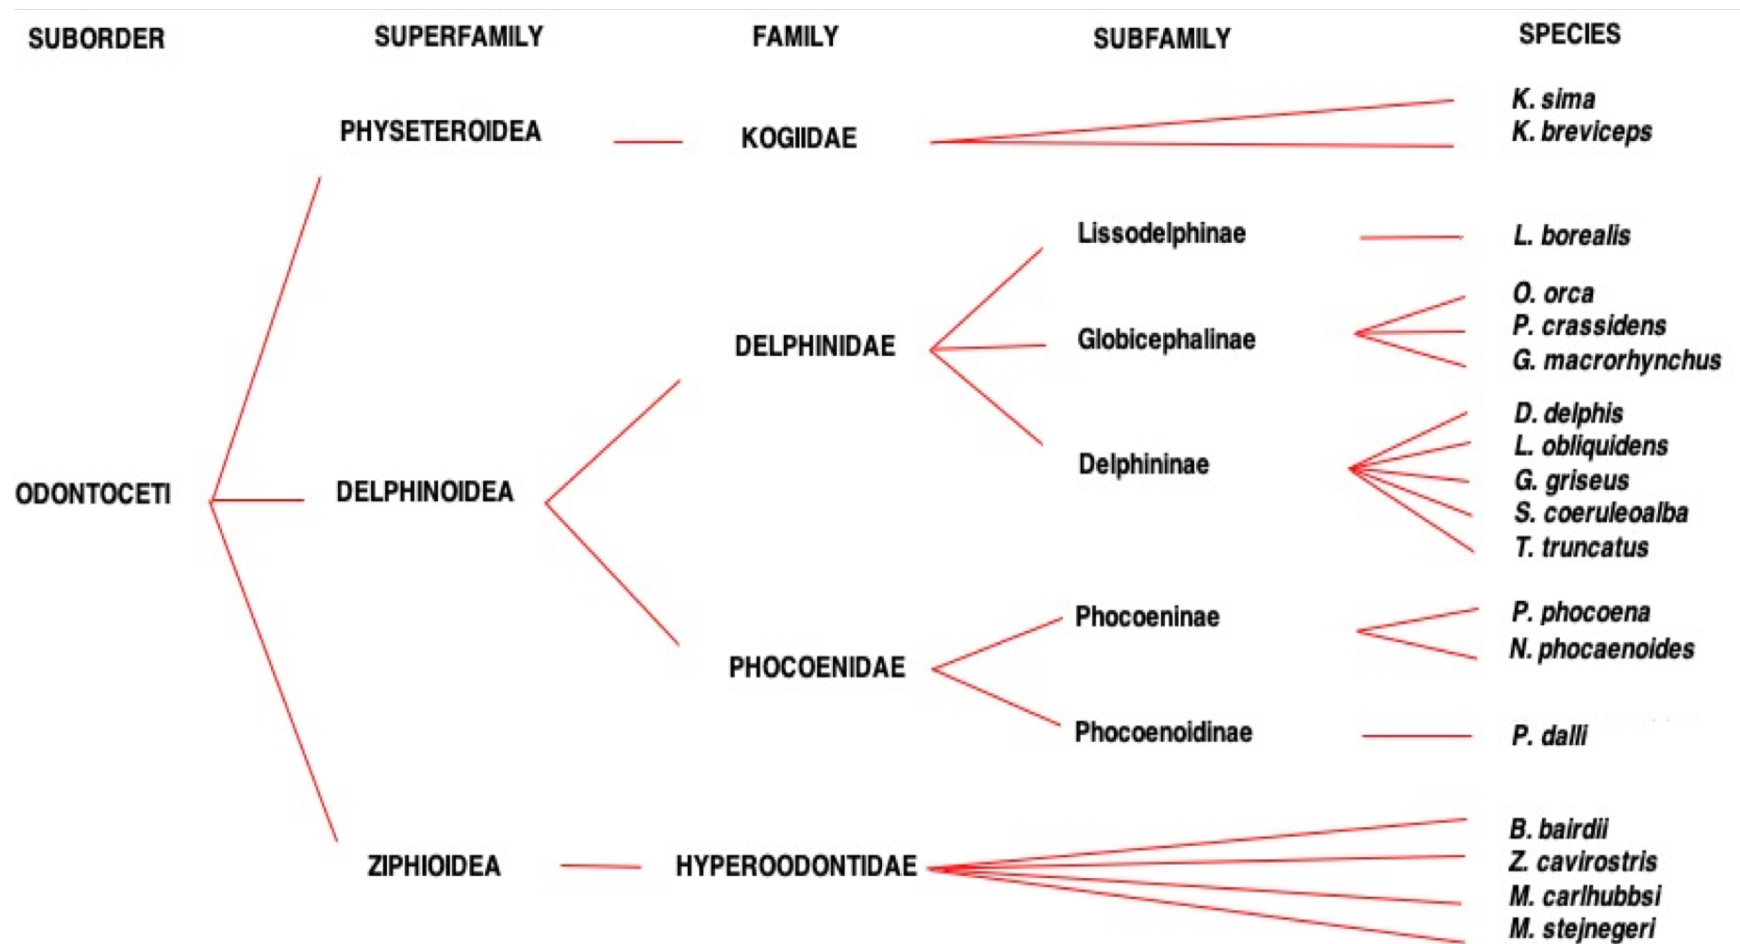 SUBORDER SUPERFAMILY FAMILY SUBFAMILY SPECIES
K. sima
PHYSETEROIDEA KOGIIDAE K. breviceps
Lissodelphinae L. borealis
O. orca
P. crassidens
DELPHINIDAE Globicephalinae
G. macrorhynchus
D. delphis
L. obliquidens
Delphininae
G. griseus
ODONTOCETI DELPHINOIDEA
S. coeruleoalba
T. truncatus
Phocoeninae P. phocoena
N. phocaenoides
PHOCOENIDAE
Phocoenoidinae P. dalli
B. bairdii
ZIPHIOIDEA HYPEROODONTIDAE Z. cavirostris
M. carlhubbsi
M. stejnegeri